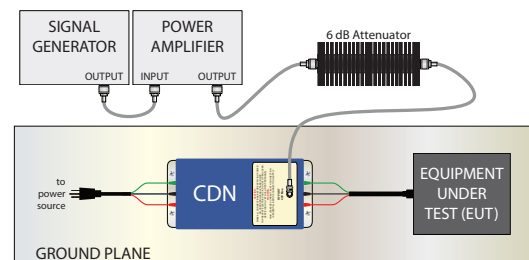 SIGNAL
GENERATOR
OUTPUT
POWER
AMPLIFIER
INPUT
OUTPUT
6 dB Attenuator
to
power
source
CDN
EQUIPMENT
UNDER
TEST (EUT)
GROUND PLANE